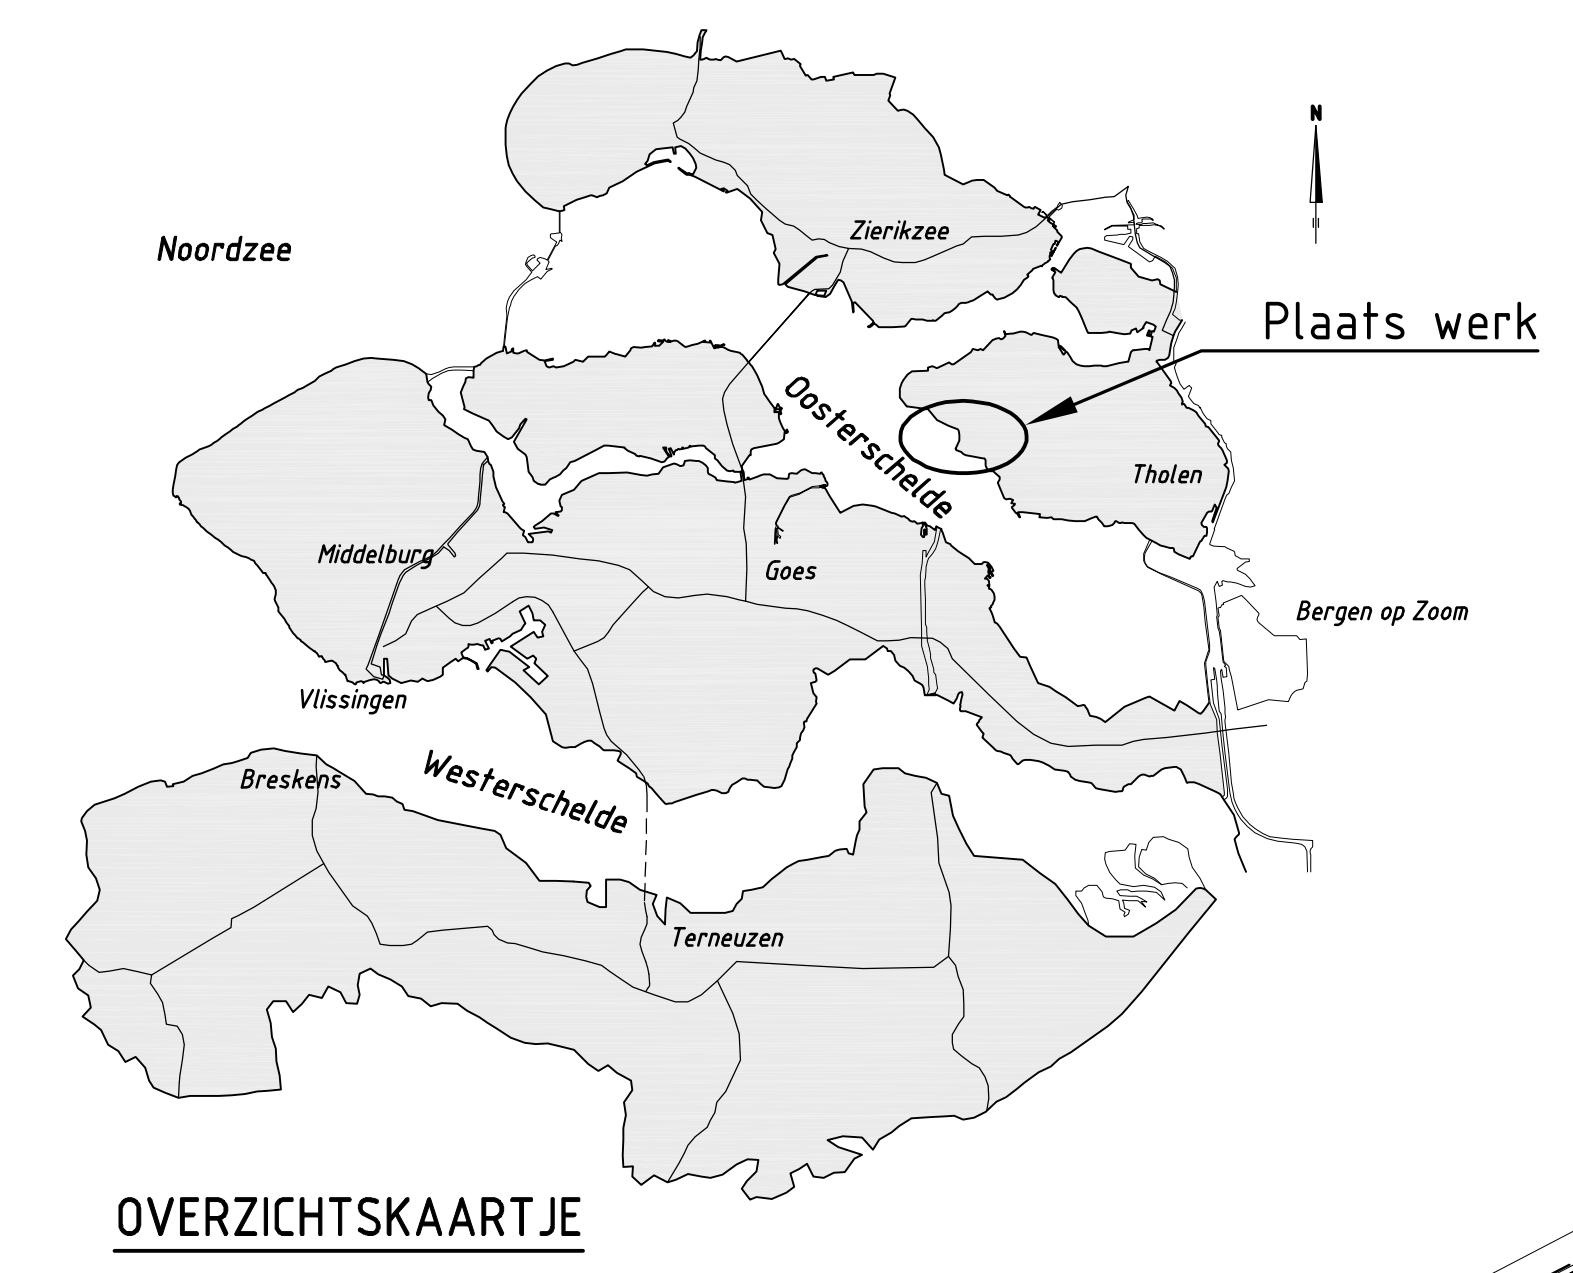 N
Zierikzee
Noordzee
Plaats werk
Oosterschelde
Tholen
Middelburg
Goes
Bergen op Zoom
Vlissingen
Westerschelde
Breskens
Terneuzen
OVERZICHTSKAARTJE